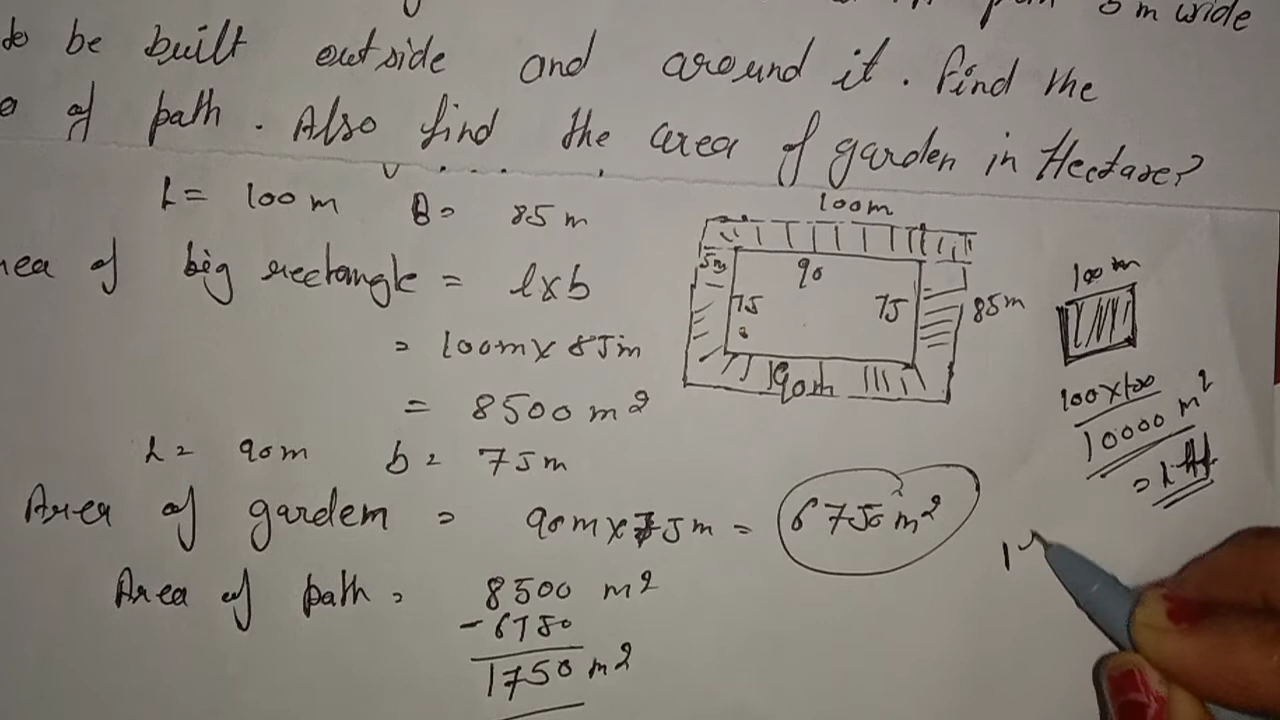 5 m wide
to be built outside and around it. Find the
of path. Also find the area of garden in Hectare?
L = 100 m B = 85 m
Area of big rectangle = l x b
= 100m x 85m
= 8500 m²
L = 90m b = 75m
Area of garden = 90m x 75m = 6750 m²
Area of path = 8500 m²
- 6750
1750 m²
100m
5m
90
75
75
85m
90m
100m
100 x 100
10000 m²
= 1 H
1